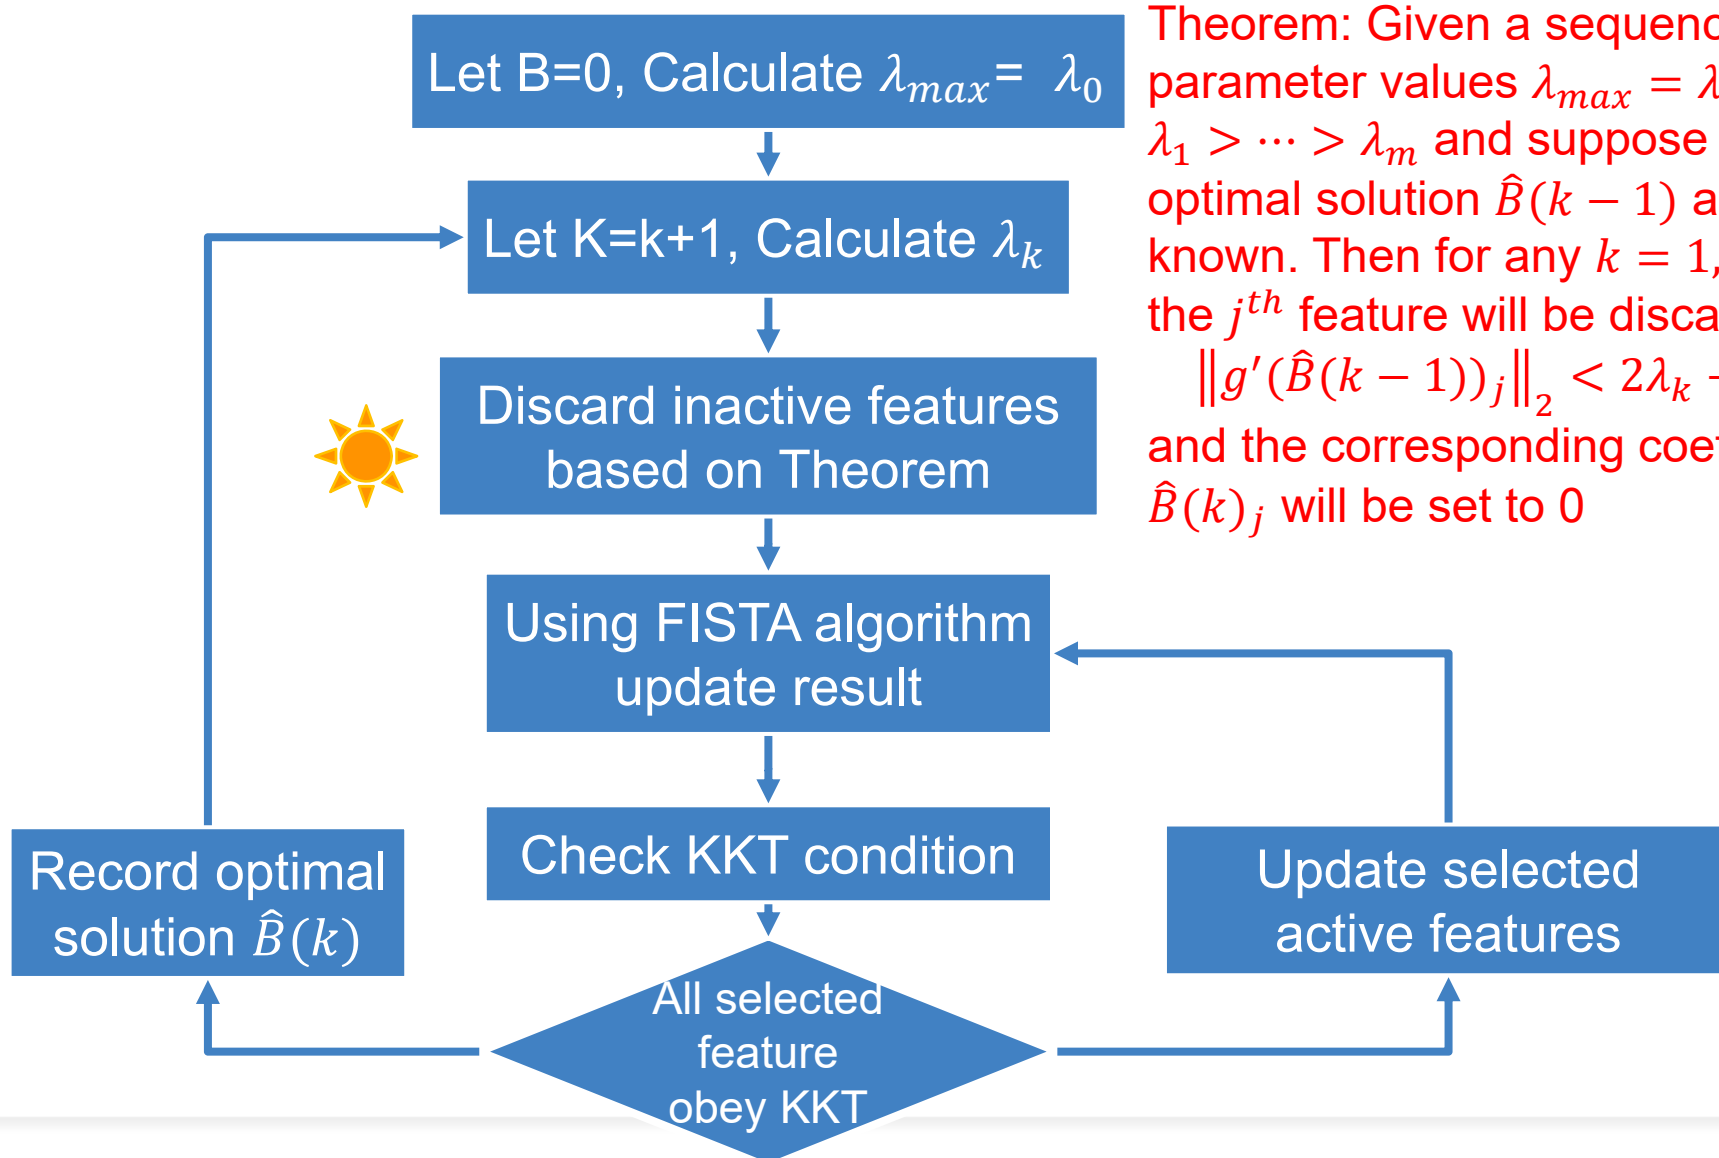 Let B=0, Calculate λ_max = λ_0
Let K=k+1, Calculate λ_k
Discard inactive features
based on Theorem
Using FISTA algorithm
update result
Check KKT condition
All selected
feature
obey KKT
Record optimal
solution B̂(k)
Update selected
active features
Theorem: Given a
parameter values λ_max =
λ_1 > ⋯ > λ_m and suppose
optimal solution B̂(k − 1)
known. Then for any k = 1,
the j^th feature will be
‖g′(B̂(k − 1))_j‖_2 < 2λ_k
and the corresponding
B̂(k)_j will be set to 0